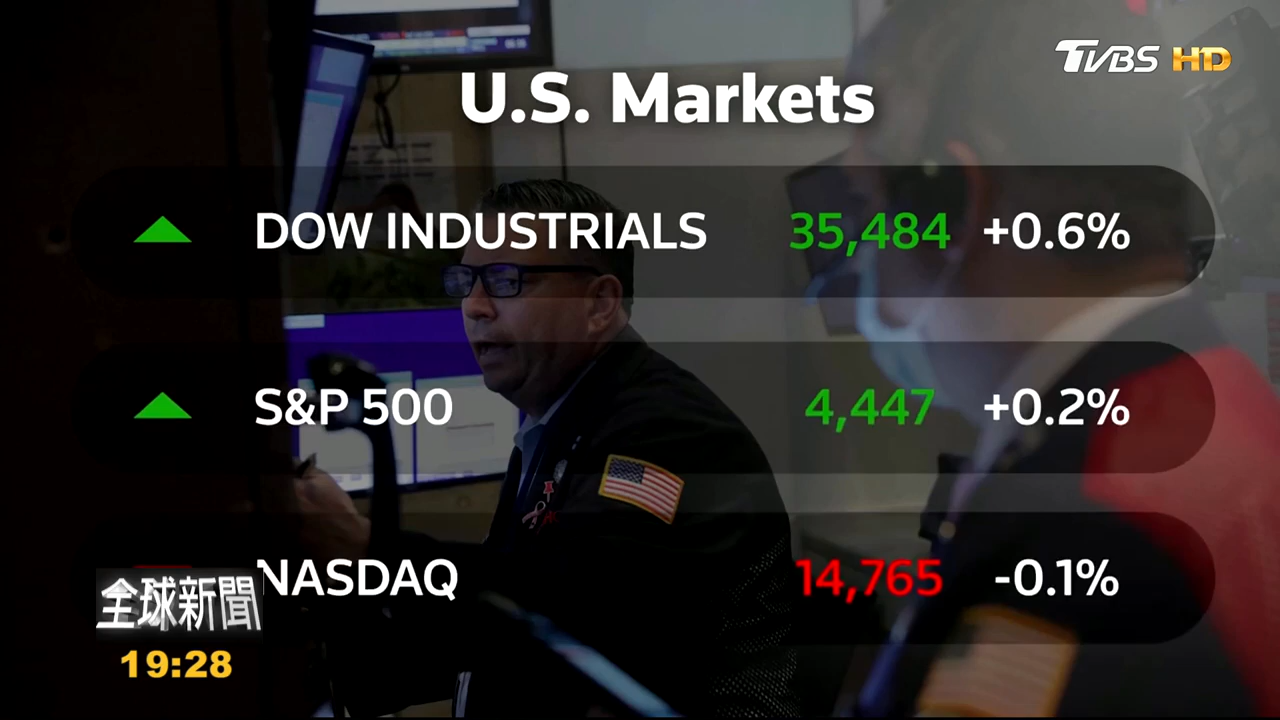 TVBS HD
U.S. Markets
DOW INDUSTRIALS 35,484 +0.6%
S&P 500 4,447 +0.2%
NASDAQ 14,765 -0.1%
全球新聞
19:28